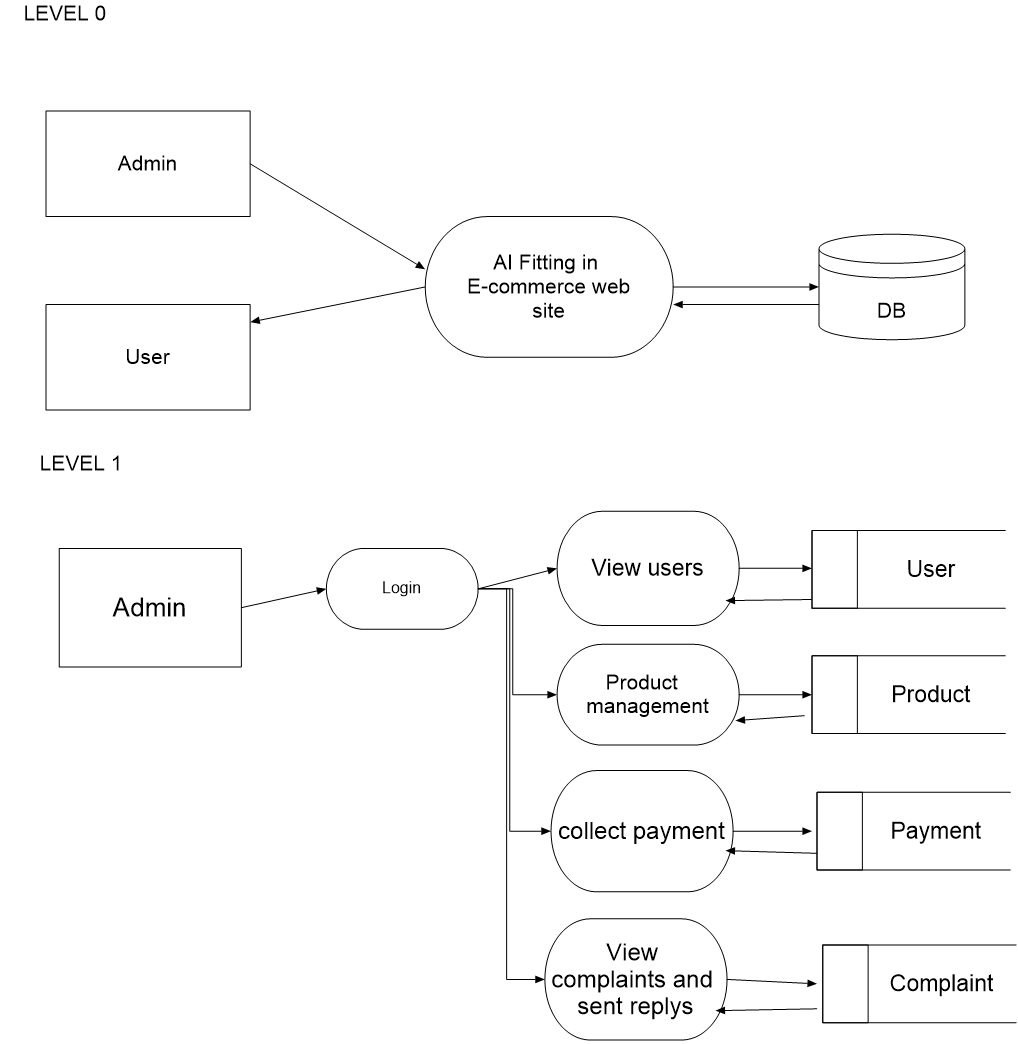 LEVEL 0
Admin
AI Fitting in
E-commerce web
site
DB
User
LEVEL 1
Admin
Login
View users
User
Product
management
Product
collect payment
Payment
View
complaints and
sent replys
Complaint